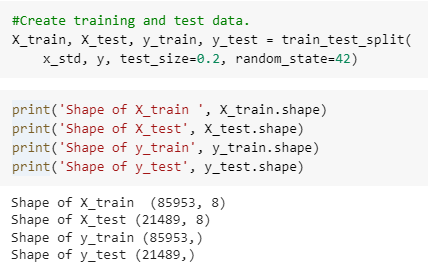 #Create training and test data.
X_train, X_test, y_train, y_test = train_test_split(
    x_std, y, test_size=0.2, random_state=42)
print('Shape of X_train ', X_train.shape)
print('Shape of X_test', X_test.shape)
print('Shape of y_train', y_train.shape)
print('Shape of y_test', y_test.shape)
Shape of X_train  (85953, 8)
Shape of X_test (21489, 8)
Shape of y_train (85953,)
Shape of y_test (21489,)